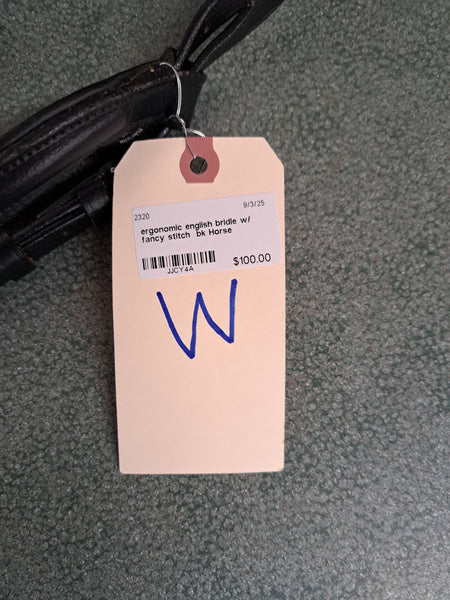 2320 9/3/25
ergonomic english bridle w/
fancy stitch bk Horse
JJCY4A $100.00
W